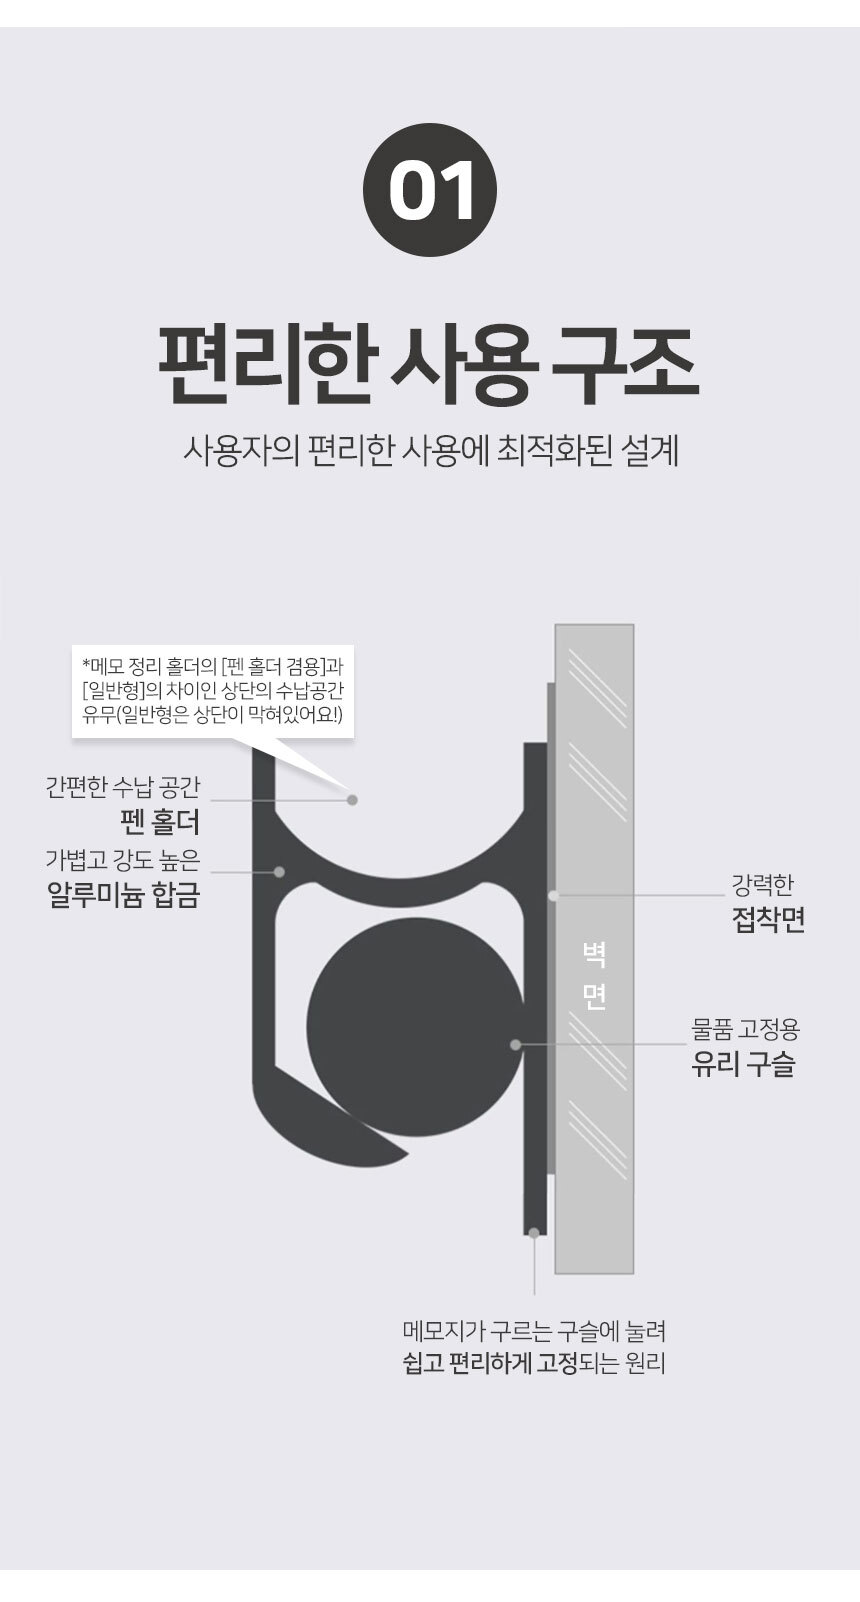 01
편리한 사용 구조
사용자의 편리한 사용에 최적화된 설계
*메모 정리 홀더의 [펜 홀더 겸용]과
[일반형]의 차이인 상단의 수납공간
유무(일반형은 상단이 막혀있어요!)
간편한 수납 공간
펜 홀더
가볍고 강도 높은
알루미늄 합금
강력한
접착면
벽
면
물품 고정용
유리 구슬
메모지가 구르는 구슬에 눌려
쉽고 편리하게 고정되는 원리